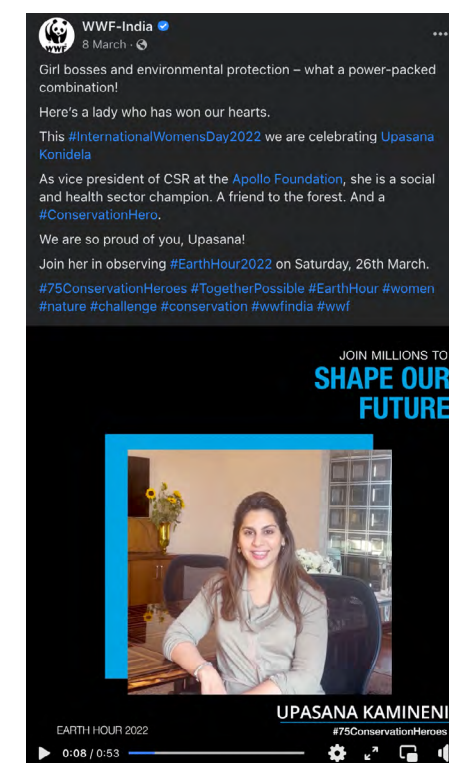 WWF-India
8 March ·
Girl bosses and environmental protection – what a power-packed
combination!
Here's a lady who has won our hearts.
This #InternationalWomensDay2022 we are celebrating Upasana
Konidela
As vice president of CSR at the Apollo Foundation, she is a social
and health sector champion. A friend to the forest. And a
#ConservationHero.
We are so proud of you, Upasana!
Join her in observing #EarthHour2022 on Saturday, 26th March.
#75ConservationHeroes #TogetherPossible #EarthHour #women
#nature #challenge #conservation #wwfindia #wwf
JOIN MILLIONS TO
SHAPE OUR
FUTURE
UPASANA KAMINENI
EARTH HOUR 2022
#75ConservationHeroes
0:08 / 0:53
WWF